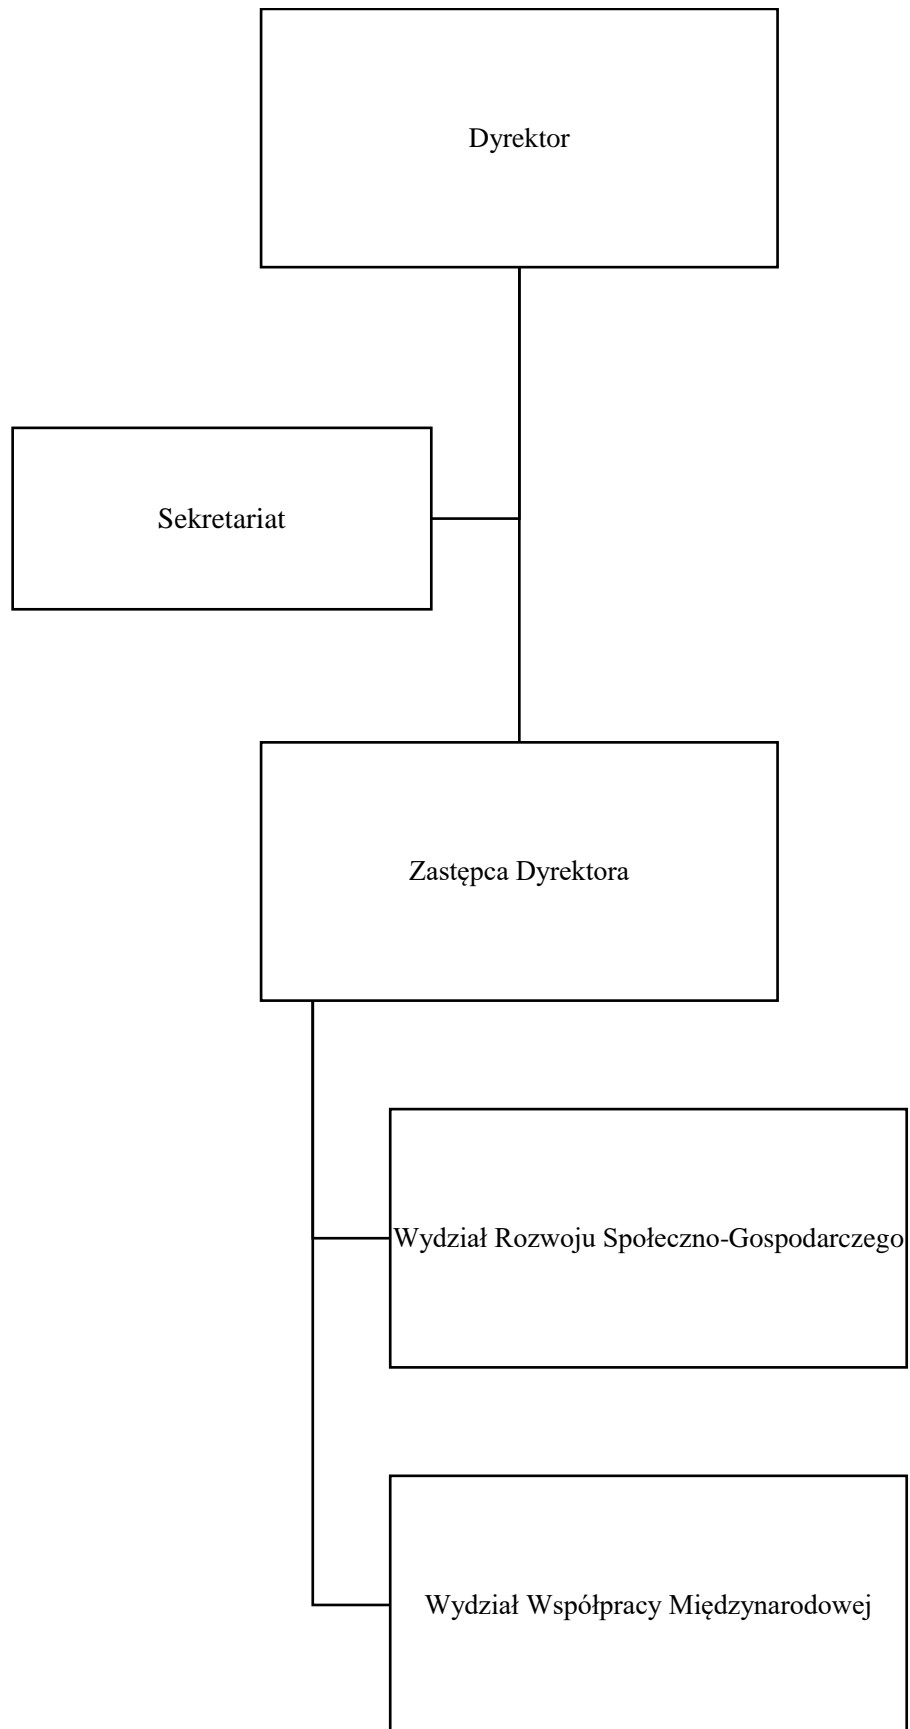 Dyrektor
Sekretariat
Zastępca Dyrektora
Wydział Rozwoju Społeczno-Gospodarczego
Wydział Współpracy Międzynarodowej